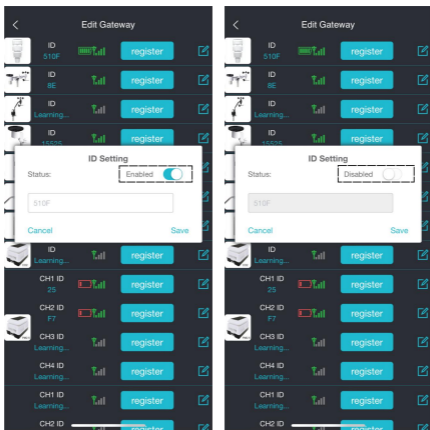 Edit Gateway
ID
510F
register
ID
8E
register
ID
Learning...
register
ID
register
ID Setting
Status:
Enabled
510F
Cancel
Save
ID
Learning...
register
CH1 ID
25
register
CH2 ID
F7
register
CH3 ID
Learning...
register
CH4 ID
Learning...
register
CH1 ID
Learning...
register
CH2 ID
register
Edit Gateway
ID
510F
register
ID
8E
register
ID
Learning...
register
ID
register
ID Setting
Status:
Disabled
510F
Cancel
Save
ID
Learning...
register
CH1 ID
25
register
CH2 ID
F7
register
CH3 ID
Learning...
register
CH4 ID
Learning...
register
CH1 ID
Learning...
register
CH2 ID
register